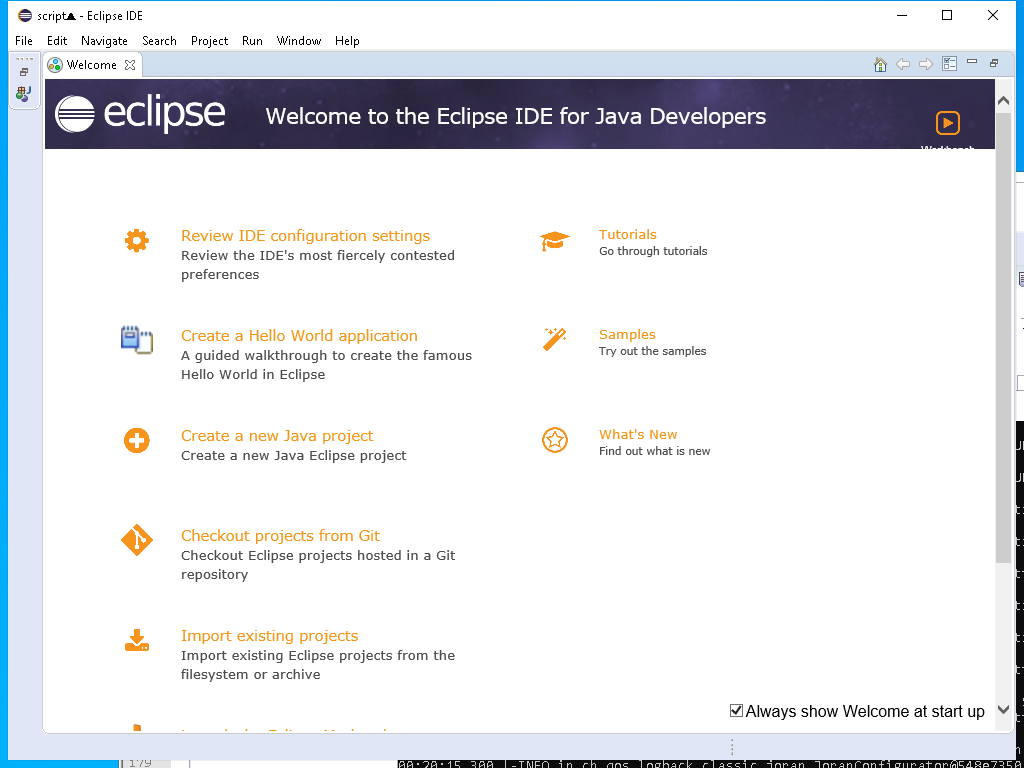 script▲ - Eclipse IDE
File Edit Navigate Search Project Run Window Help
Welcome
eclipse
Welcome to the Eclipse IDE for Java Developers
Workbench
Review IDE configuration settings
Review the IDE's most fiercely contested
preferences
Tutorials
Go through tutorials
Create a Hello World application
A guided walkthrough to create the famous
Hello World in Eclipse
Samples
Try out the samples
Create a new Java project
Create a new Java Eclipse project
What's New
Find out what is new
Checkout projects from Git
Checkout Eclipse projects hosted in a Git
repository
Import existing projects
Import existing Eclipse projects from the
filesystem or archive
Always show Welcome at start up
179
00:20:15,300 |-INFO in ch.qos.logback.classic.joran.JoranConfigurator@548e7350